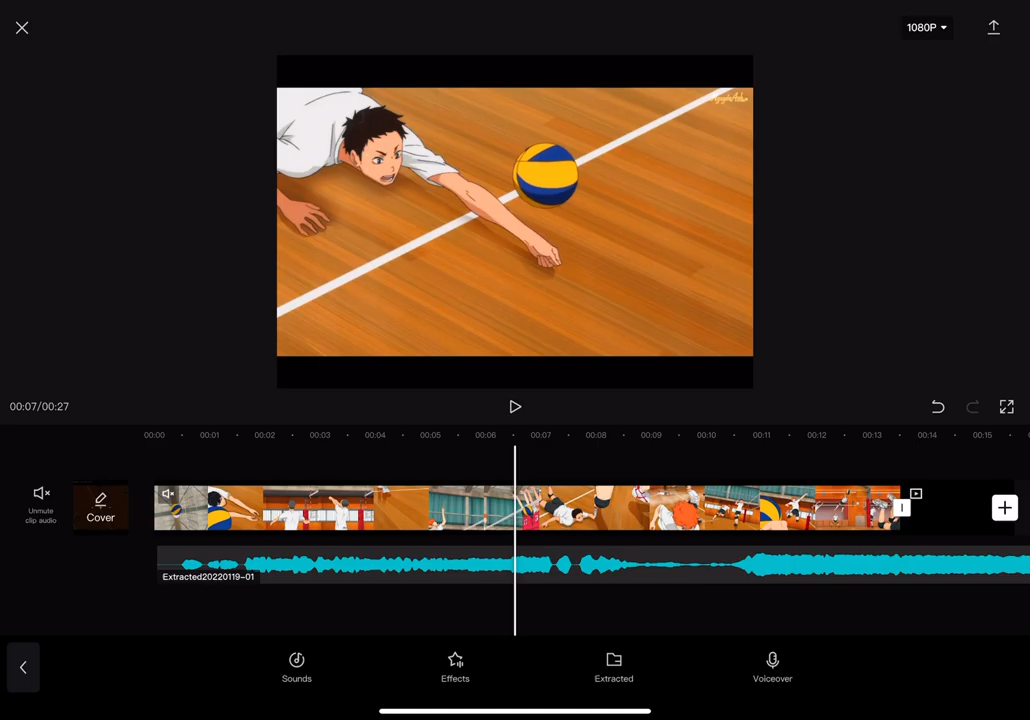 1080P
00:07/00:27
00:00 00:01 00:02 00:03 00:04 00:05 00:06 00:07 00:08 00:09 00:10 00:11 00:12 00:13 00:14 00:15
Unmute
clip audio
Cover
Extracted20220119-01
Sounds
Effects
Extracted
Voiceover